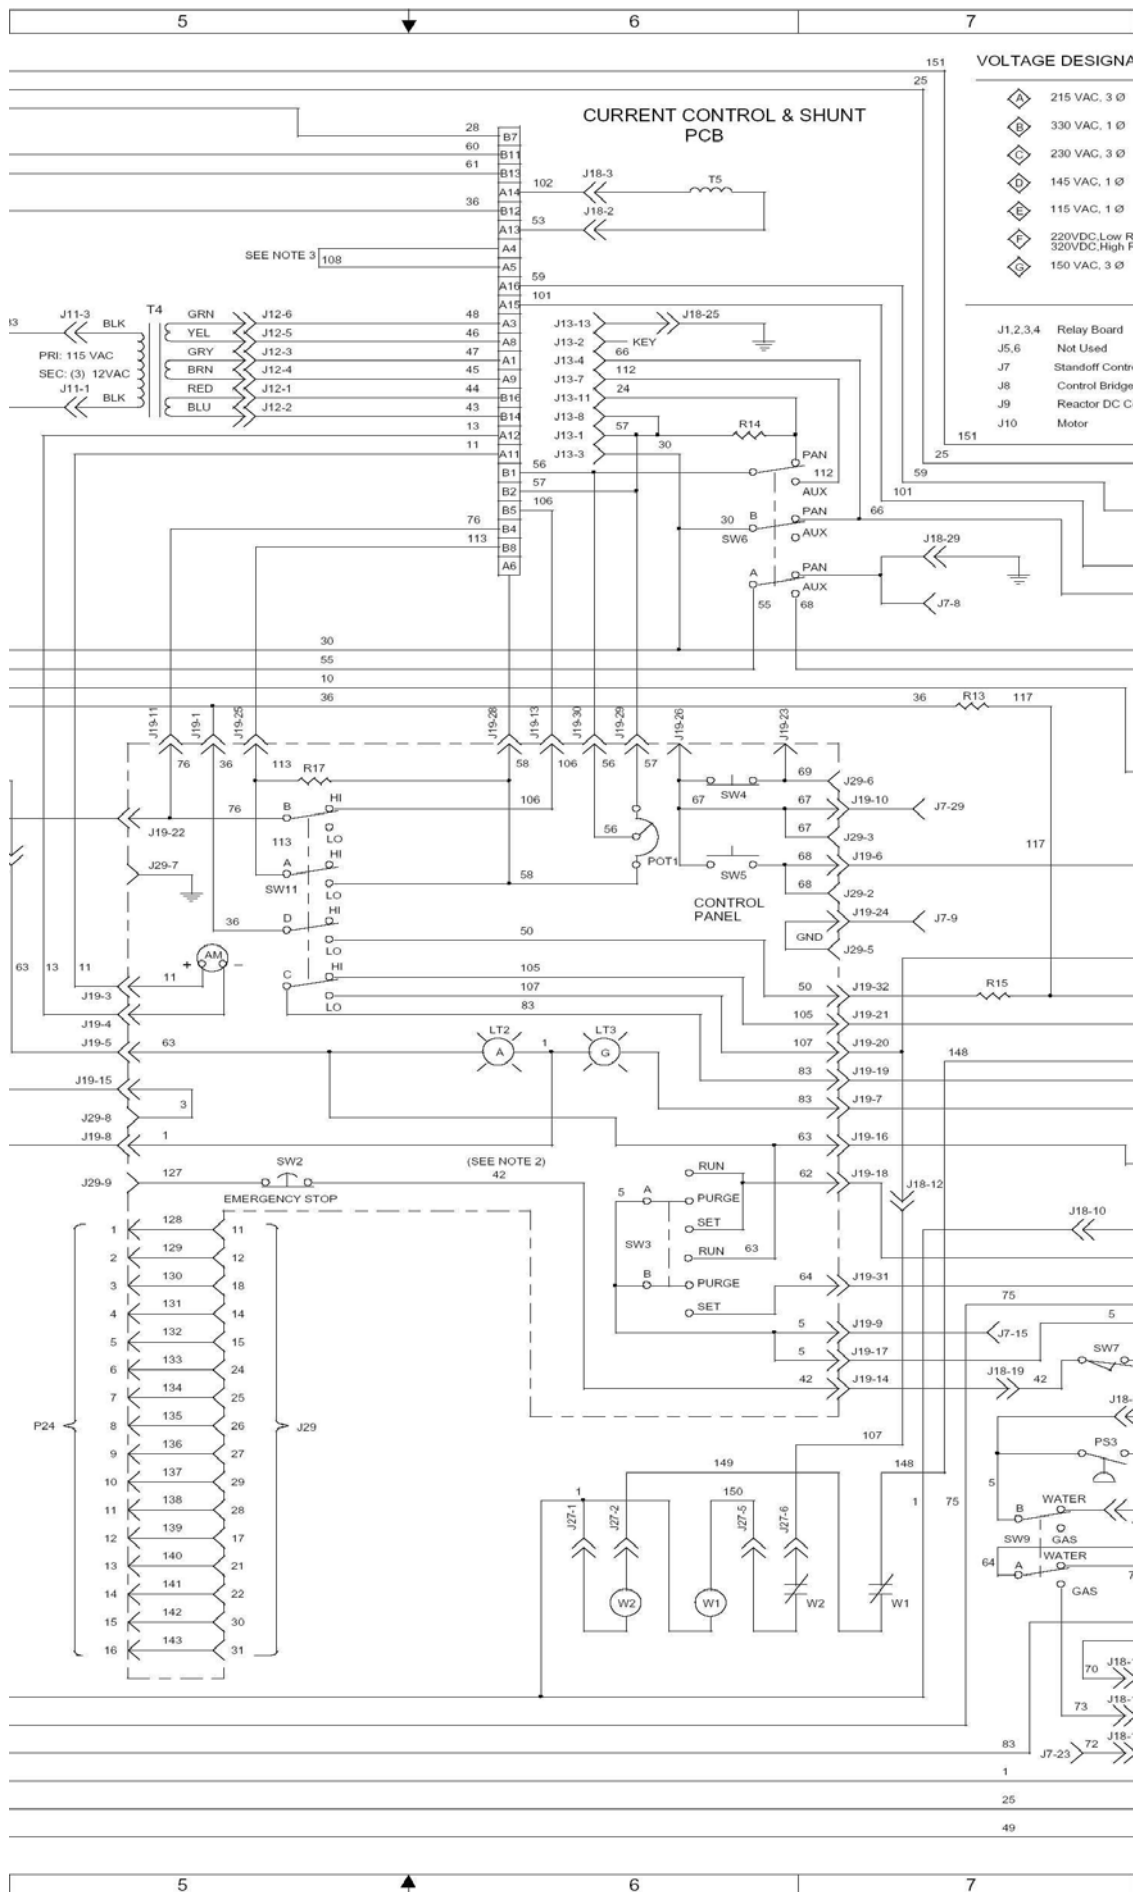 5 6 7
151
VOLTAGE DESIGNA
25
A 215 VAC, 3 Ø
B 330 VAC, 1 Ø
C 230 VAC, 3 Ø
D 145 VAC, 1 Ø
E 115 VAC, 1 Ø
F 220VDC,Low R
320VDC,High R
G 150 VAC, 3 Ø
CURRENT CONTROL & SHUNT
PCB
28 B7
60 B11
61 B13
A14 102 J18-3 T5
36 B12
A13 53 J18-2
SEE NOTE 3 108 A4
A5
A16 59
A15 101
J1,2,3,4 Relay Board
J5,6 Not Used
J7 Standoff Contr
J8 Control Bridge
J9 Reactor DC C
J10 Motor
J11-3 BLK T4 GRN J12-6 48 A3 J13-13 J18-25
YEL J12-5 46 A8 J13-2 KEY
PRI: 115 VAC GRY J12-3 47 A1 J13-4 66
SEC: (3) 12VAC BRN J12-4 45 A9 J13-7 112
J11-1 BLK RED J12-1 44 B16 J13-11 24
BLU J12-2 43 B14 J13-8
13 A12 J13-1 57 R14 151
11 A11 J13-3 30 PAN 25
B1 56 112 59
B2 57 AUX 101
B5 106
76 B4 30 B PAN 66
SW6 AUX
113 B8 J18-29
A6 A PAN
AUX
55 68 J7-8
30
55
10
36 36 R13 117
J19-11 J19-1 J19-25 J19-28 J19-13 J19-30 J19-29 J19-26 J19-23
76 36 113 58 106 56 57
R17 69 J29-6
SW4
76 B HI 106 67 67 J19-10 J7-29
J19-22 LO 56 67 J29-3
113 117
J29-7 A HI POT1 68 J19-6
SW11 LO 58 SW5 68 J29-2
CONTROL
PANEL
36 D HI J19-24 J7-9
GND
LO 50 J29-5
63 13 11 11 + AM - C HI 105
J19-3 LO 107 50 J19-32 R15
J19-4 83 105 J19-21
J19-5 63 LT2 A 1 LT3 G 107 J19-20 148
J19-15 83 J19-19
3
J29-8 83 J19-7
J19-8 1 63 J19-16
J29-9 127 SW2 (SEE NOTE 2) 42
EMERGENCY STOP
RUN 62 J19-18 J18-12
5 A PURGE
SET J18-10
SW3 RUN 63
B PURGE 64 J19-31
SET 75
5 J19-9 J7-15 5
5 J19-17 SW7
42 J19-14 J18-19 42
P24 J29
1 128 11
2 129 12
3 130 18
4 131 14
5 132 15
6 133 24
7 134 25
8 135 26
9 136 27
10 137 29
11 138 28
12 139 17
13 140 21
14 141 22
15 142 30
16 143 31
J18-
107 PS3
149 148 5
1 150 1 75
J27-1 J27-2 J27-5 J27-6
B WATER
SW9 GAS
64 A WATER
7
GAS
W2 W1 W2 W1
70 J18-1
73 J18-1
83 J7-23 72 J18-1
1
25
49
5 6 7